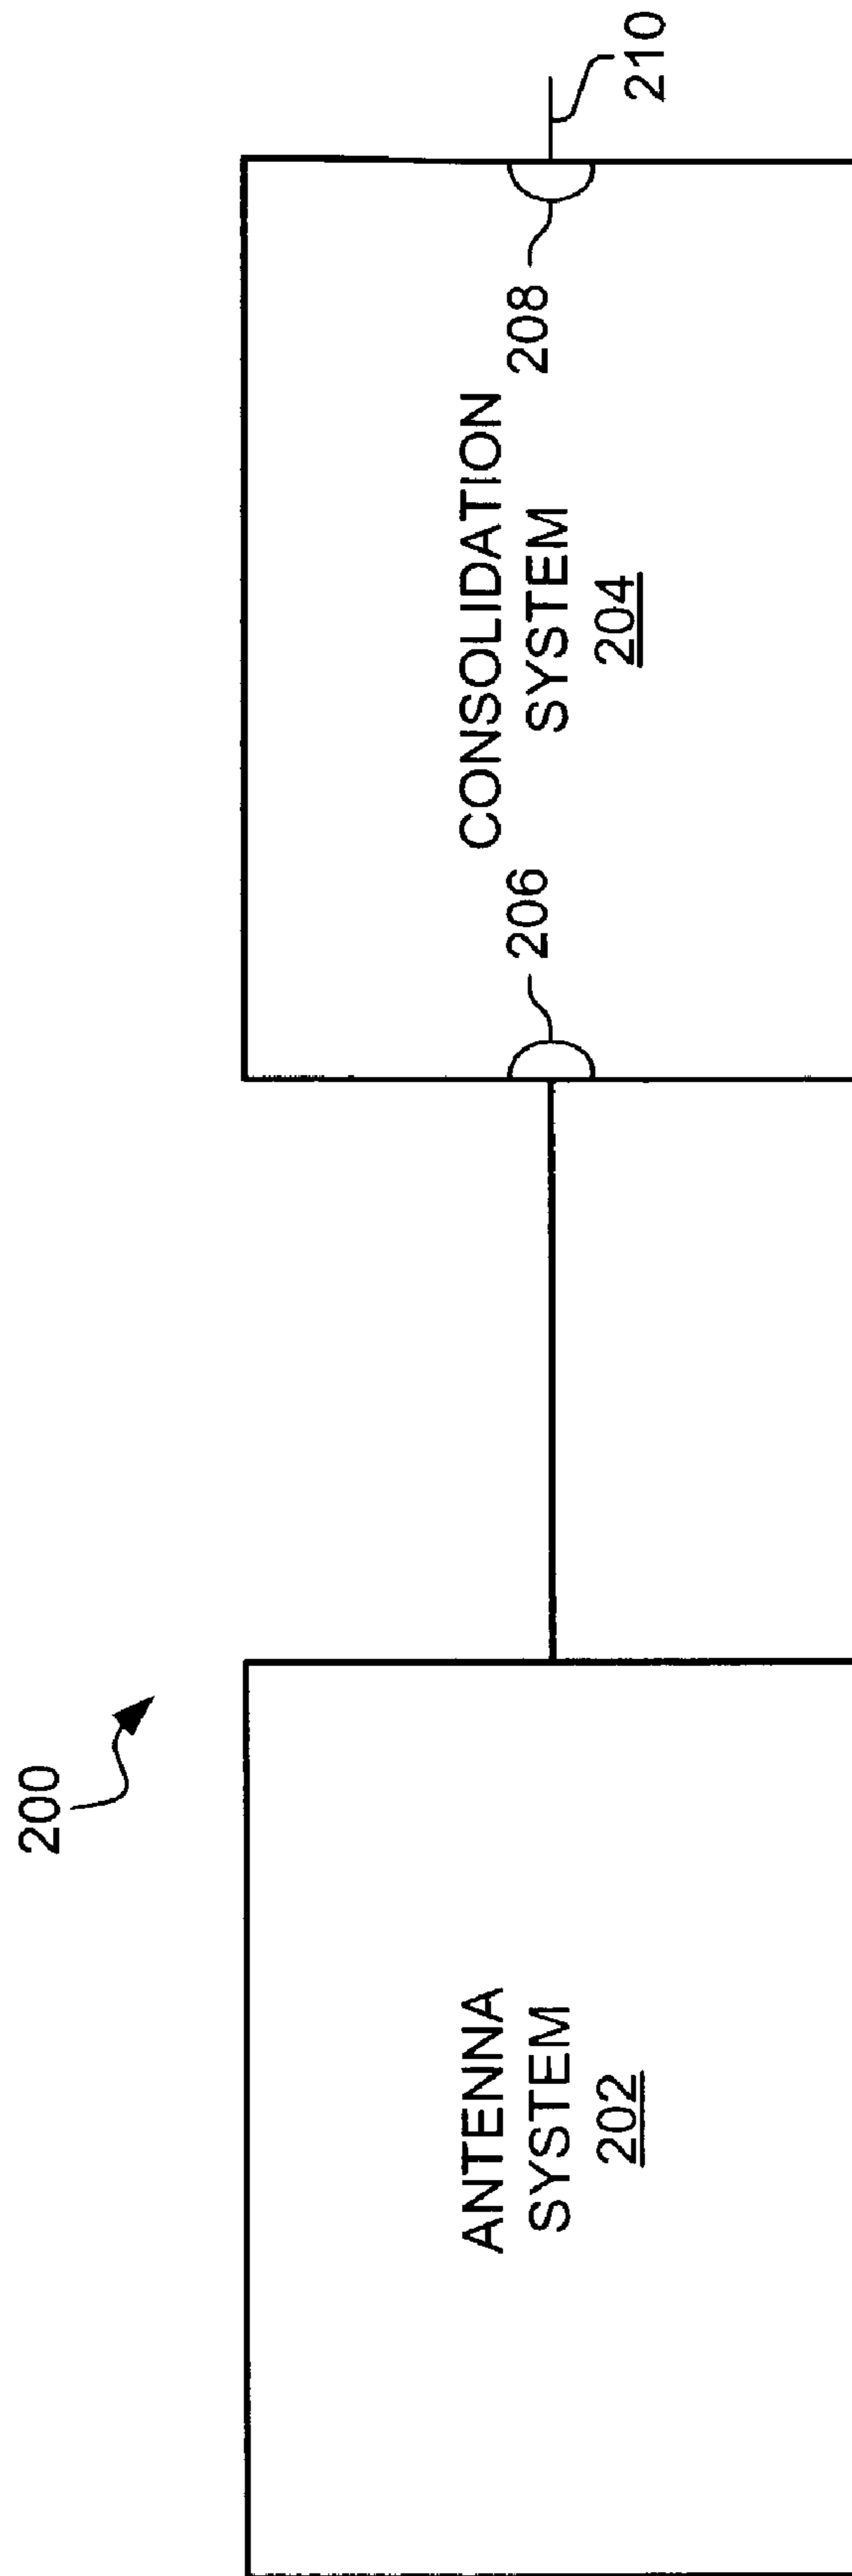 200
ANTENNA
SYSTEM
202
206
CONSOLIDATION
SYSTEM
204
208
210